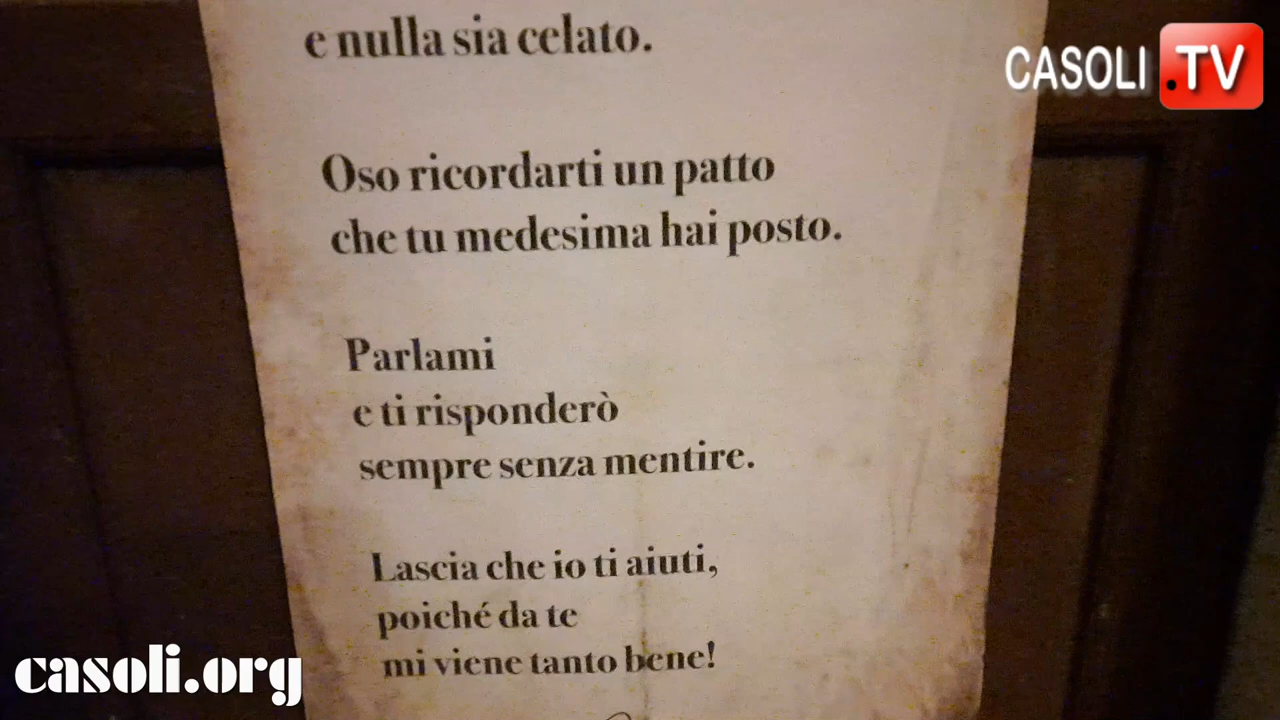 e nulla sia celato.
CASOLI .TV
Oso ricordarti un patto
che tu medesima hai posto.
Parlami
e ti risponderò
sempre senza mentire.
Lascia che io ti aiuti,
poiché da te
mi viene tanto bene!
casoli.org